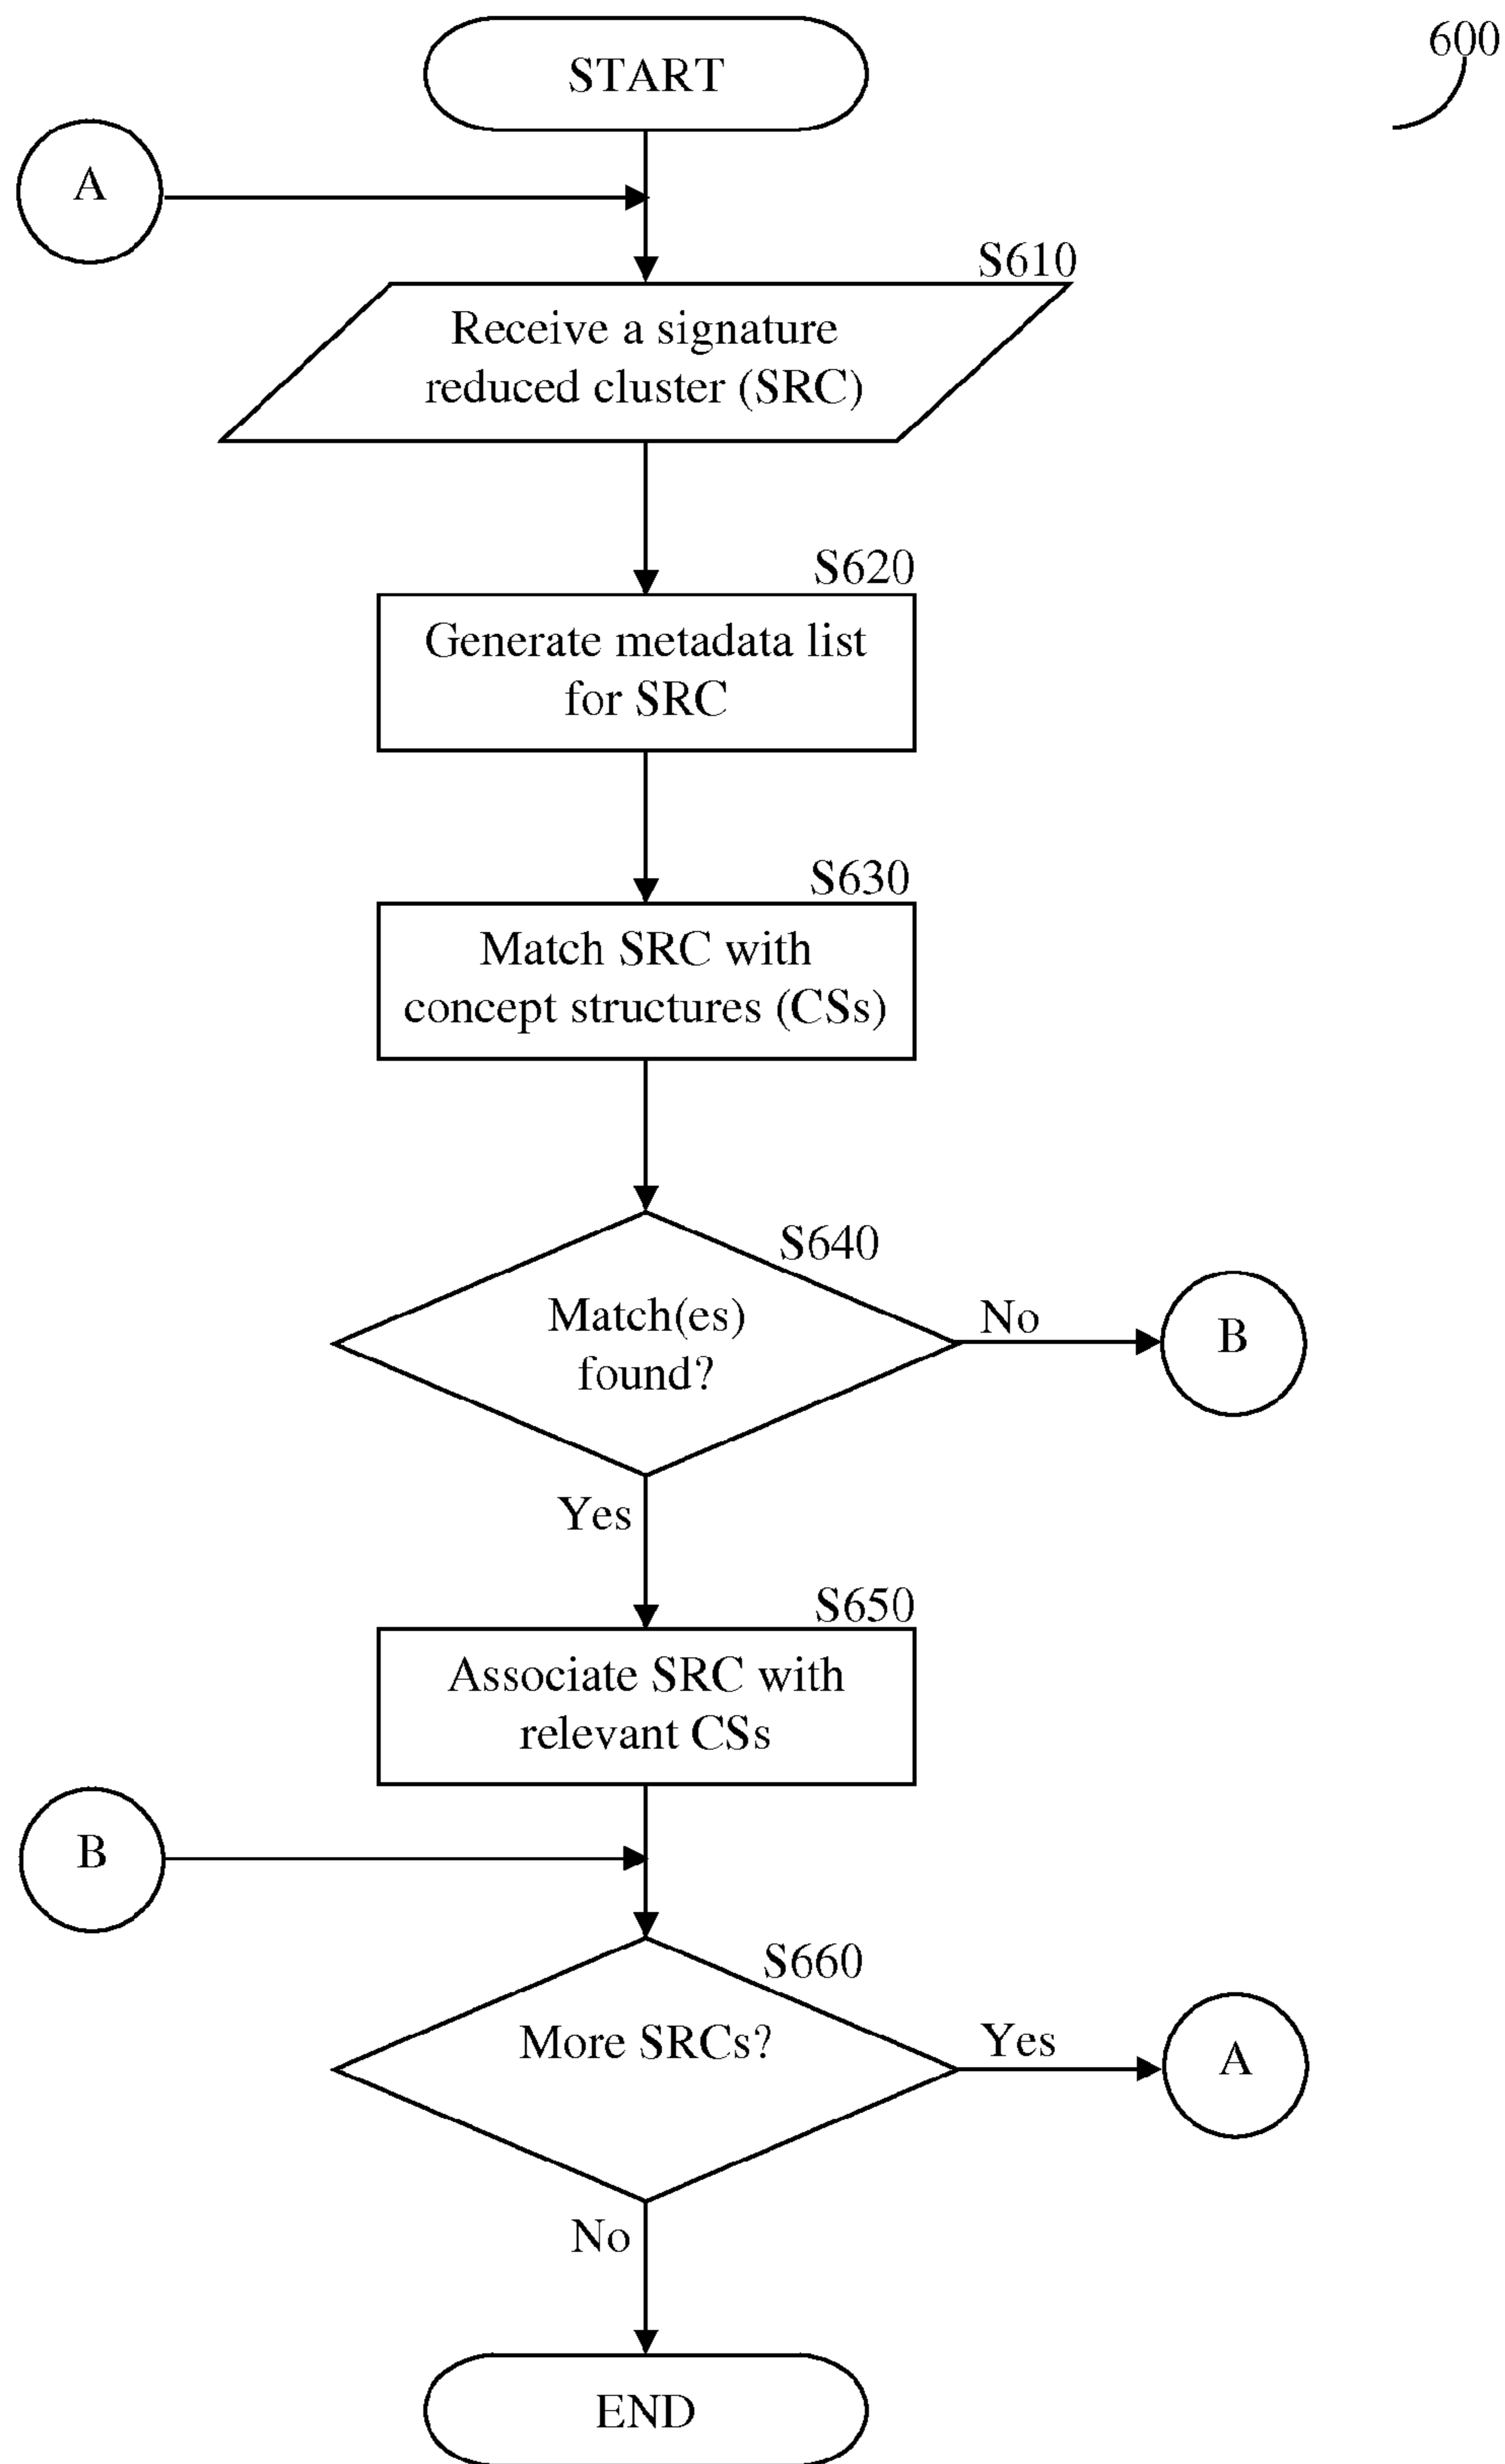 600
START
A
S610
Receive a signature
reduced cluster (SRC)
S620
Generate metadata list
for SRC
S630
Match SRC with
concept structures (CSs)
S640
Match(es)
found?
No
B
Yes
S650
Associate SRC with
relevant CSs
B
S660
More SRCs?
Yes
A
No
END